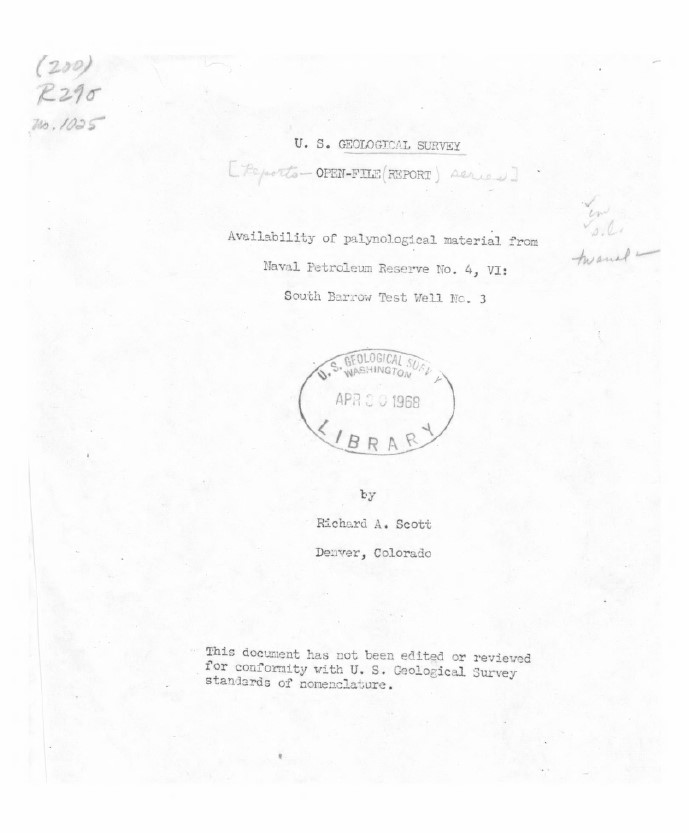 (200)
R290
no. 1025
U. S. GEOLOGICAL SURVEY
[Reports— OPEN-FILE (REPORT) series]
Availability of palynological material from
Naval Petroleum Reserve No. 4, VI:
South Barrow Test Well No. 3
U. S. GEOLOGICAL SURVEY
WASHINGTON
APR 1968
LIBRARY
by
Richard A. Scott
Denver, Colorado
This document has not been edited or reviewed
for conformity with U. S. Geological Survey
standards of nomenclature.